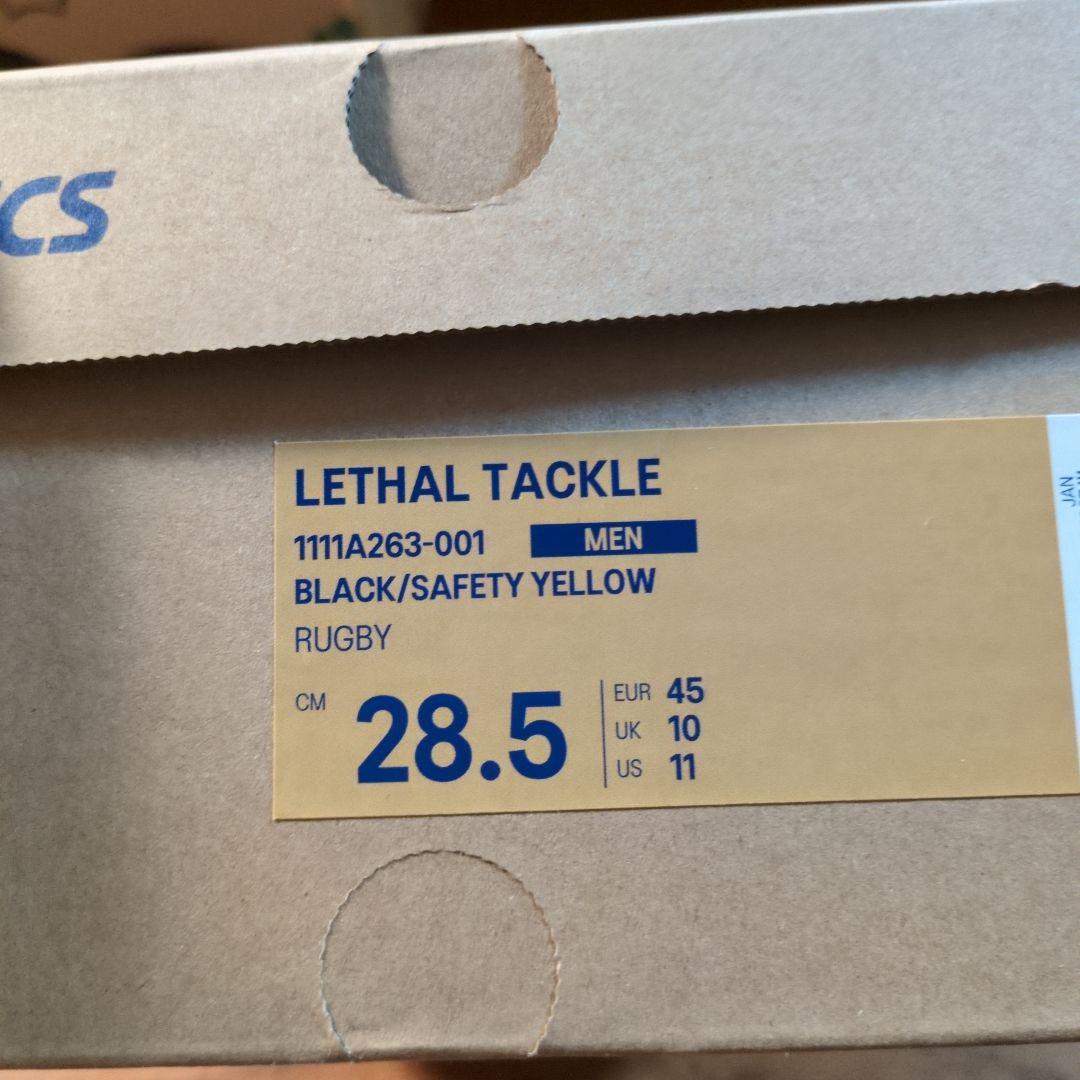 CS
LETHAL TACKLE
1111A263-001 MEN
BLACK/SAFETY YELLOW
RUGBY
CM 28.5
EUR 45
UK 10
US 11
JAN